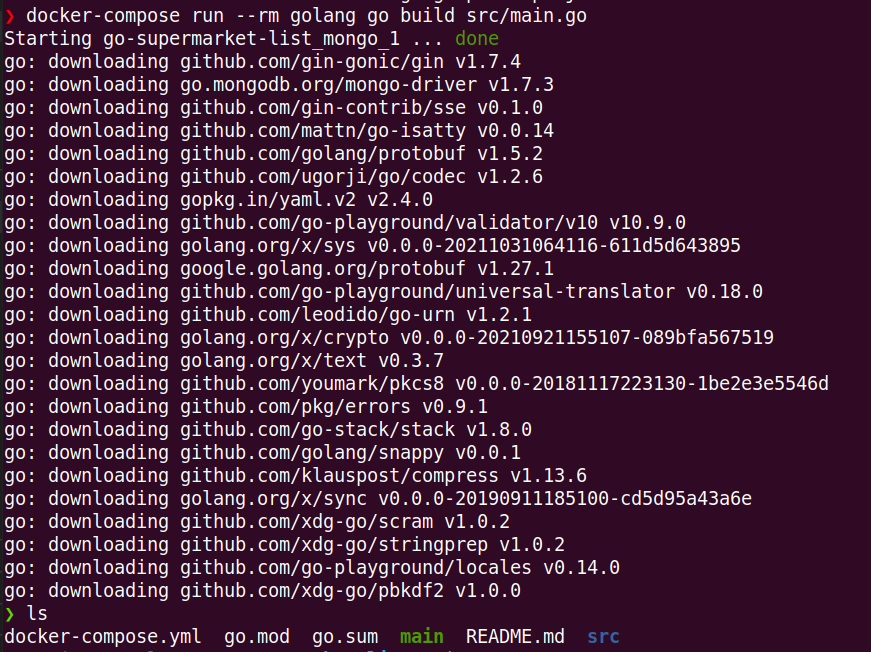 ❯ docker-compose run --rm golang go build src/main.go
Starting go-supermarket-list_mongo_1 ... done
go: downloading github.com/gin-gonic/gin v1.7.4
go: downloading go.mongodb.org/mongo-driver v1.7.3
go: downloading github.com/gin-contrib/sse v0.1.0
go: downloading github.com/mattn/go-isatty v0.0.14
go: downloading github.com/golang/protobuf v1.5.2
go: downloading github.com/ugorji/go/codec v1.2.6
go: downloading gopkg.in/yaml.v2 v2.4.0
go: downloading github.com/go-playground/validator/v10 v10.9.0
go: downloading golang.org/x/sys v0.0.0-20211031064116-611d5d643895
go: downloading google.golang.org/protobuf v1.27.1
go: downloading github.com/go-playground/universal-translator v0.18.0
go: downloading github.com/leodido/go-urn v1.2.1
go: downloading golang.org/x/crypto v0.0.0-20210921155107-089bfa567519
go: downloading golang.org/x/text v0.3.7
go: downloading github.com/youmark/pkcs8 v0.0.0-20181117223130-1be2e3e5546d
go: downloading github.com/pkg/errors v0.9.1
go: downloading github.com/go-stack/stack v1.8.0
go: downloading github.com/golang/snappy v0.0.1
go: downloading github.com/klauspost/compress v1.13.6
go: downloading golang.org/x/sync v0.0.0-20190911185100-cd5d95a43a6e
go: downloading github.com/xdg-go/scram v1.0.2
go: downloading github.com/xdg-go/stringprep v1.0.2
go: downloading github.com/go-playground/locales v0.14.0
go: downloading github.com/xdg-go/pbkdf2 v1.0.0
❯ ls
docker-compose.yml go.mod go.sum main README.md src